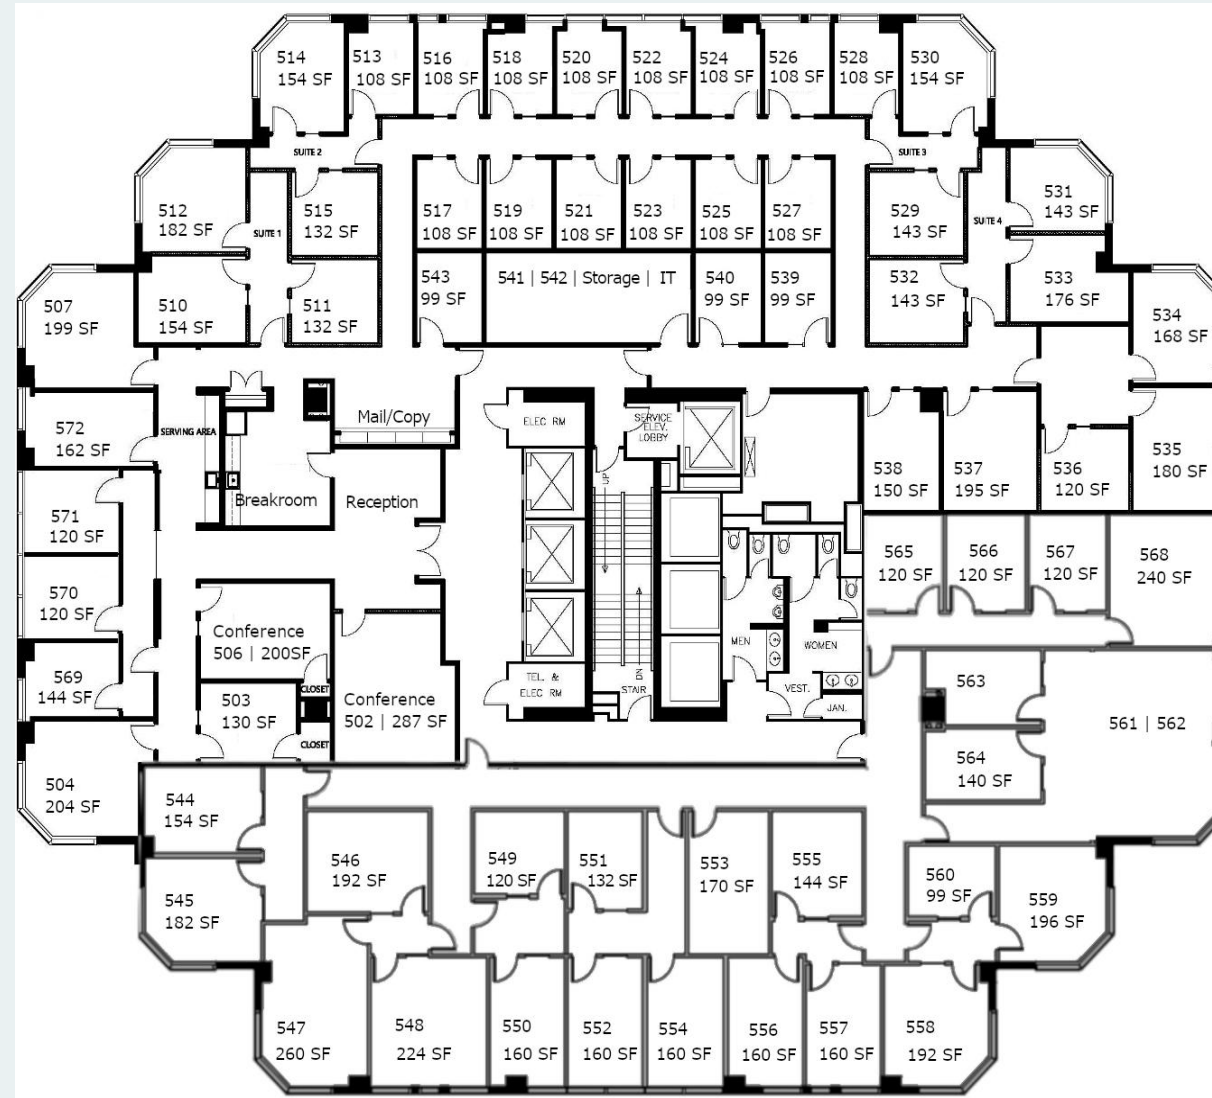 514
154 SF
513
108 SF
516
108 SF
518
108 SF
520
108 SF
522
108 SF
524
108 SF
526
108 SF
528
108 SF
530
154 SF
SUITE 2
SUITE 3
512
182 SF
SUITE 1
515
132 SF
517
108 SF
519
108 SF
521
108 SF
523
108 SF
525
108 SF
527
108 SF
529
143 SF
SUITE 4
531
143 SF
507
199 SF
510
154 SF
511
132 SF
543
99 SF
541 | 542 | Storage | IT
540
99 SF
539
99 SF
532
143 SF
533
176 SF
534
168 SF
572
162 SF
SERVING AREA
Mail/Copy
ELEC RM
SERVICE
ELEV.
LOBBY
538
150 SF
537
195 SF
536
120 SF
535
180 SF
Breakroom
Reception
UP
571
120 SF
565
120 SF
566
120 SF
567
120 SF
568
240 SF
570
120 SF
Conference
506 | 200SF
MEN
WOMEN
569
144 SF
503
130 SF
CLOSET
CLOSET
Conference
502 | 287 SF
TEL. &
ELEC RM
DN
STAIR
VEST.
JAN.
563
561 | 562
564
140 SF
504
204 SF
544
154 SF
546
192 SF
549
120 SF
551
132 SF
553
170 SF
555
144 SF
560
99 SF
559
196 SF
545
182 SF
547
260 SF
548
224 SF
550
160 SF
552
160 SF
554
160 SF
556
160 SF
557
160 SF
558
192 SF